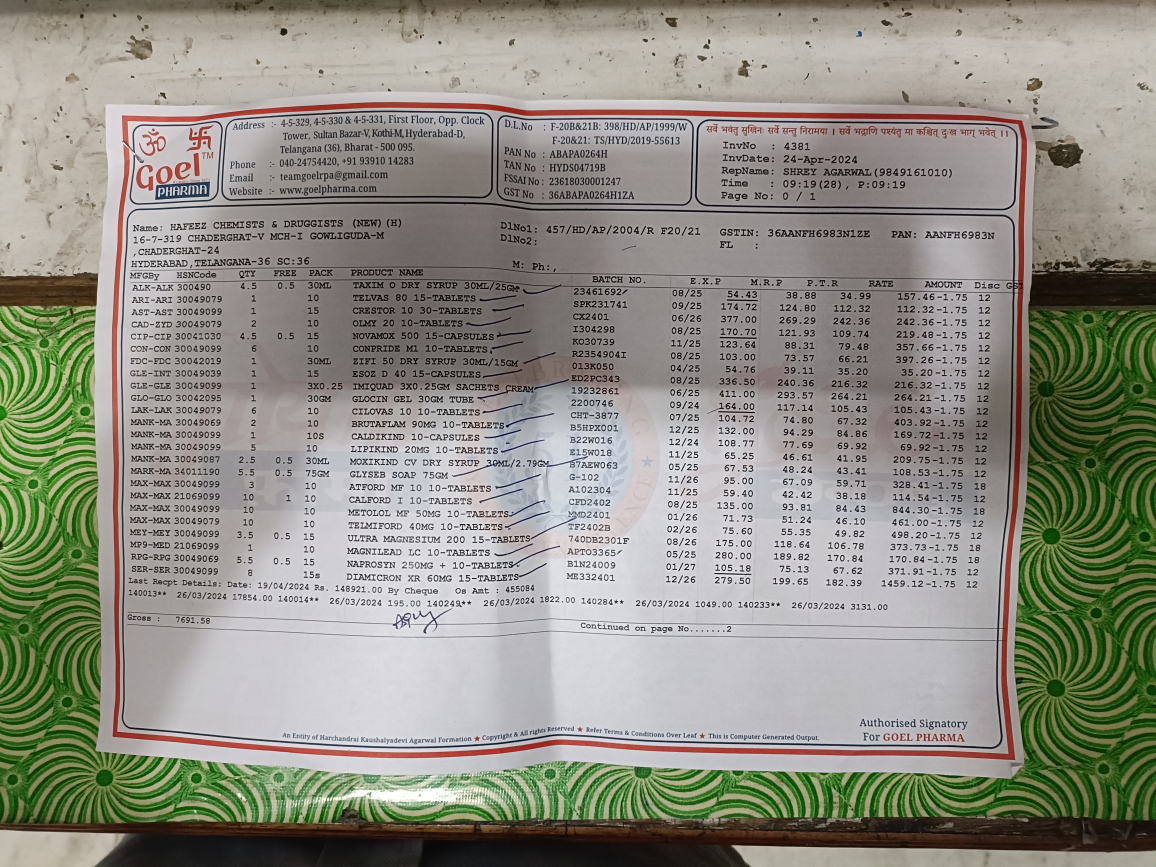 ॐ 卐
Goel TM
PHARMA
Address :- 4-5-329, 4-5-330 & 4-5-331, First Floor, Opp. Clock
Tower, Sultan Bazar-V, Kothi-M, Hyderabad-D,
Telangana (36), Bharat - 500 095.
Phone :- 040-24754420, +91 93910 14283
Email :- teamgoelrpa@gmail.com
Website :- www.goelpharma.com
D.L.No : F-20B&21B: 398/HD/AP/1999/W
F-20&21: TS/HYD/2019-55613
PAN No : ABAPA0264H
TAN No : HYDS04719B
FSSAI No : 23618030001247
GST No : 36ABAPA0264H1ZA
सर्वे भवंतु सुखिनः सर्वे सन्तु निरामया । सर्वे भद्राणि पश्यंतु मा कश्चित् दुःख भाग् भवेत् ।।
InvNo : 4381
InvDate: 24-Apr-2024
RepName: SHREY AGARWAL(9849161010)
Time : 09:19(28), P:09:19
Page No: 0 / 1
Name: HAFEEZ CHEMISTS & DRUGGISTS (NEW)(H)
16-7-319 CHADERGHAT-V MCH-I GOWLIGUDA-M
,CHADERGHAT-24
HYDERABAD,TELANGANA-36 SC:36
DlNo1: 457/HD/AP/2004/R F20/21
DlNo2:
M: Ph:,
GSTIN: 36AANFH6983N1ZE PAN: AANFH6983N
FL :
MFGBy HSNCode QTY FREE PACK PRODUCT NAME BATCH NO. E.X.P M.R.P P.T.R RATE AMOUNT Disc GST
ALK-ALK 300490 4.5 0.5 30ML TAXIM O DRY SYRUP 30ML/25GM 23461692 08/25 54.43 38.88 34.99 157.46-1.75 12
ARI-ARI 30049079 1 10 TELVAS 80 15-TABLETS SPK231741 09/25 174.72 124.80 112.32 112.32-1.75 12
AST-AST 30049099 1 15 CRESTOR 10 30-TABLETS CX2401 06/26 377.00 269.29 242.36 242.36-1.75 12
CAD-ZYD 30049079 2 10 OLMY 20 10-TABLETS I304298 08/25 170.70 121.93 109.74 219.48-1.75 12
CIP-CIP 30041030 4.5 0.5 15 NOVAMOX 500 15-CAPSULES KO30739 11/25 123.64 88.31 79.48 357.66-1.75 12
CON-CON 30049099 6 10 CONPRIDE M1 10-TABLETS R2354904I 08/25 103.00 73.57 66.21 397.26-1.75 12
FDC-FDC 30042019 1 30ML ZIFI 50 DRY SYRUP 30ML/15GM 013K050 04/25 54.76 39.11 35.20 35.20-1.75 12
GLE-INT 30049039 1 15 ESOZ D 40 15-CAPSULES ED2PC343 08/25 336.50 240.36 216.32 216.32-1.75 12
GLE-GLE 30049099 1 3X0.25 IMIQUAD 3X0.25GM SACHETS CREAM 19232861 06/25 411.00 293.57 264.21 264.21-1.75 12
GLO-GLO 30042095 1 30GM GLOCIN GEL 30GM TUBE 2200746 09/24 164.00 117.14 105.43 105.43-1.75 12
LAK-LAK 30049079 6 10 CILOVAS 10 10-TABLETS CHT-3877 07/25 104.72 74.80 67.32 403.92-1.75 12
MANK-MA 30049069 2 10 BRUTAFLAM 90MG 10-TABLETS B5HPX001 12/25 132.00 94.29 84.86 169.72-1.75 12
MANK-MA 30049099 1 10S CALDIKIND 10-CAPSULES B22W016 12/24 108.77 77.69 69.92 69.92-1.75 12
MANK-MA 30049099 5 10 LIPIKIND 20MG 10-TABLETS E15W018 11/25 65.25 46.61 41.95 209.75-1.75 12
MANK-MA 30049087 2.5 0.5 30ML MOXIKIND CV DRY SYRUP 30ML/2.79GM B7AEW063 05/25 67.53 48.24 43.41 108.53-1.75 12
MARK-MA 34011190 5.5 0.5 75GM GLYSEB SOAP 75GM G-102 11/26 95.00 67.09 59.71 328.41-1.75 18
MAX-MAX 30049099 3 10 ATFORD MF 10 10-TABLETS A102304 11/25 59.40 42.42 38.18 114.54-1.75 12
MAX-MAX 21069099 10 1 10 CALFORD I 10-TABLETS CFD2402 08/25 135.00 93.81 84.43 844.30-1.75 18
MAX-MAX 30049099 10 10 METOLOL MF 50MG 10-TABLETS MMD2401 01/26 71.73 51.24 46.10 461.00-1.75 12
MAX-MAX 30049079 10 10 TELMIFORD 40MG 10-TABLETS TF2402B 02/26 75.60 55.35 49.82 498.20-1.75 12
MEY-MEY 30049099 3.5 0.5 15 ULTRA MAGNESIUM 200 15-TABLETS 740DB2301F 08/26 175.00 118.64 106.78 373.73-1.75 18
MP9-MED 21069099 1 10 MAGNILEAD LC 10-TABLETS APTO3365 05/25 280.00 189.82 170.84 170.84-1.75 18
RPG-RPG 30049069 5.5 0.5 15 NAPROSYN 250MG + 10-TABLETS B1N24009 01/27 105.18 75.13 67.62 371.91-1.75 12
SER-SER 30049099 8 15s DIAMICRON XR 60MG 15-TABLETS ME332401 12/26 279.50 199.65 182.39 1459.12-1.75 12
Last Recpt Details: Date: 19/04/2024 Rs. 148921.00 By Cheque Os Amt : 455084
140013** 26/03/2024 17854.00 140014** 26/03/2024 195.00 140249** 26/03/2024 1822.00 140284** 26/03/2024 1049.00 140233** 26/03/2024 3131.00
Gross : 7691.58
Continued on page No.......2
Authorised Signatory
For GOEL PHARMA
An Entity of Harchandrai Kaushalyadevi Agarwal Formation ★ Copyright & All rights Reserved ★ Refer Terms & Conditions Over Leaf ★ This is Computer Generated Output.